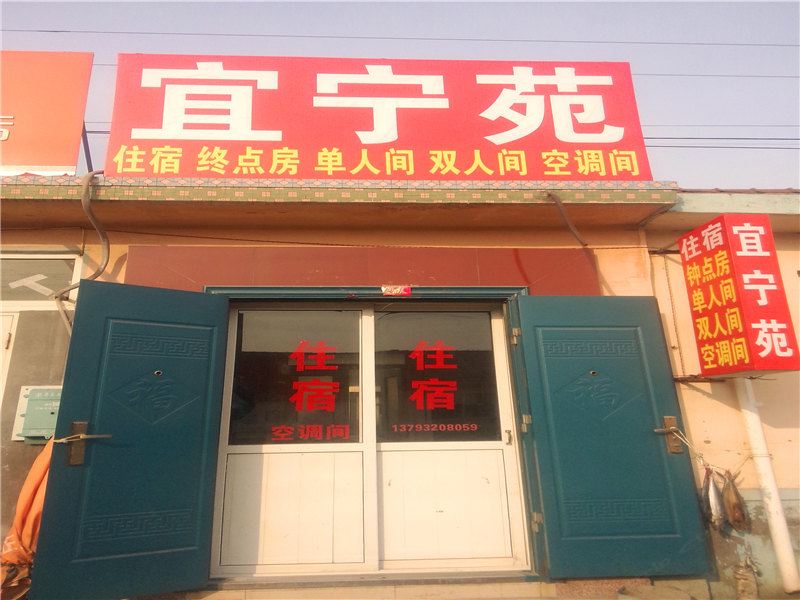 宜宁苑
住宿 终点房 单人间 双人间 空调间
住宿
钟点房
单人间
双人间
空调间
宜宁苑
住宿
空调间
住宿
13793208059
福
福